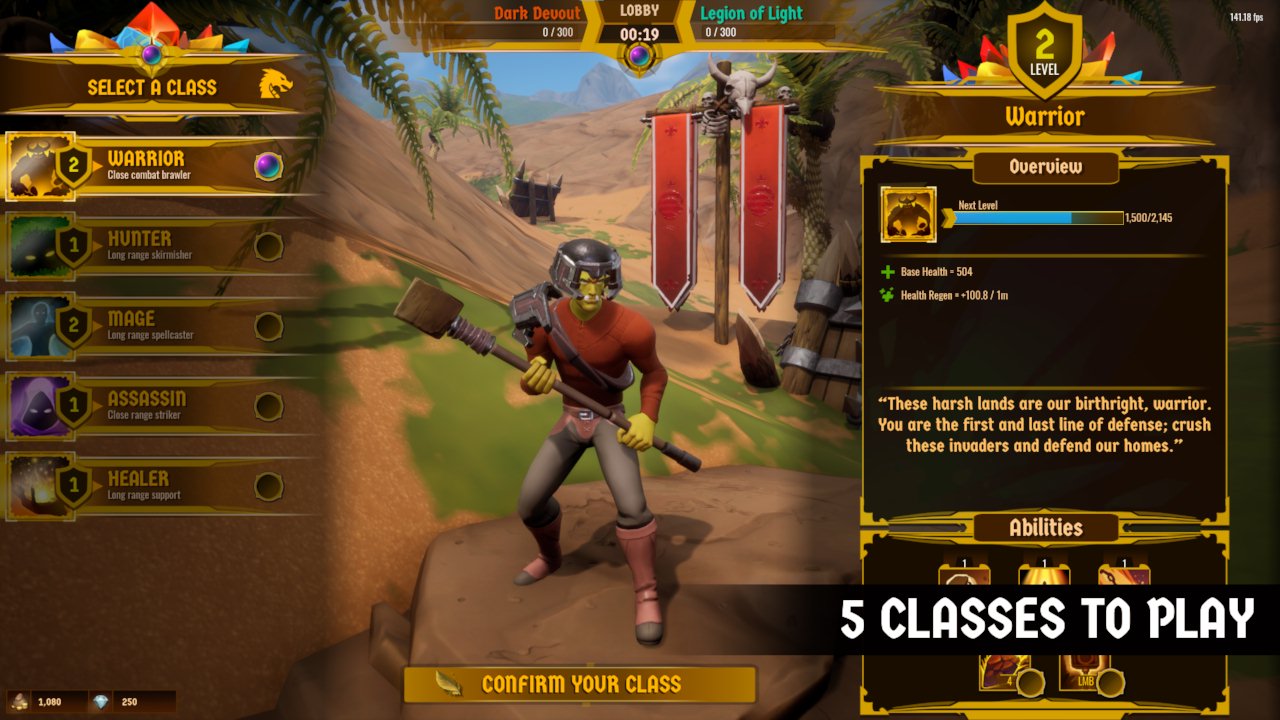 Dark Devout
LOBBY
Legion of Light
0 / 300
00:19
0 / 300
141.18 fps
SELECT A CLASS
2
WARRIOR
Close combat brawler
1
HUNTER
Long range skirmisher
2
MAGE
Long range spellcaster
1
ASSASSIN
Close range striker
1
HEALER
Long range support
1,080
250
CONFIRM YOUR CLASS
2
LEVEL
Warrior
Overview
Next Level
1,500/2,145
Base Health = 504
Health Regen = +100.8 / 1m
“These harsh lands are our birthright, warrior.
You are the first and last line of defense; crush
these invaders and defend our homes.”
Abilities
1 1 1
5 CLASSES TO PLAY
4 LMB